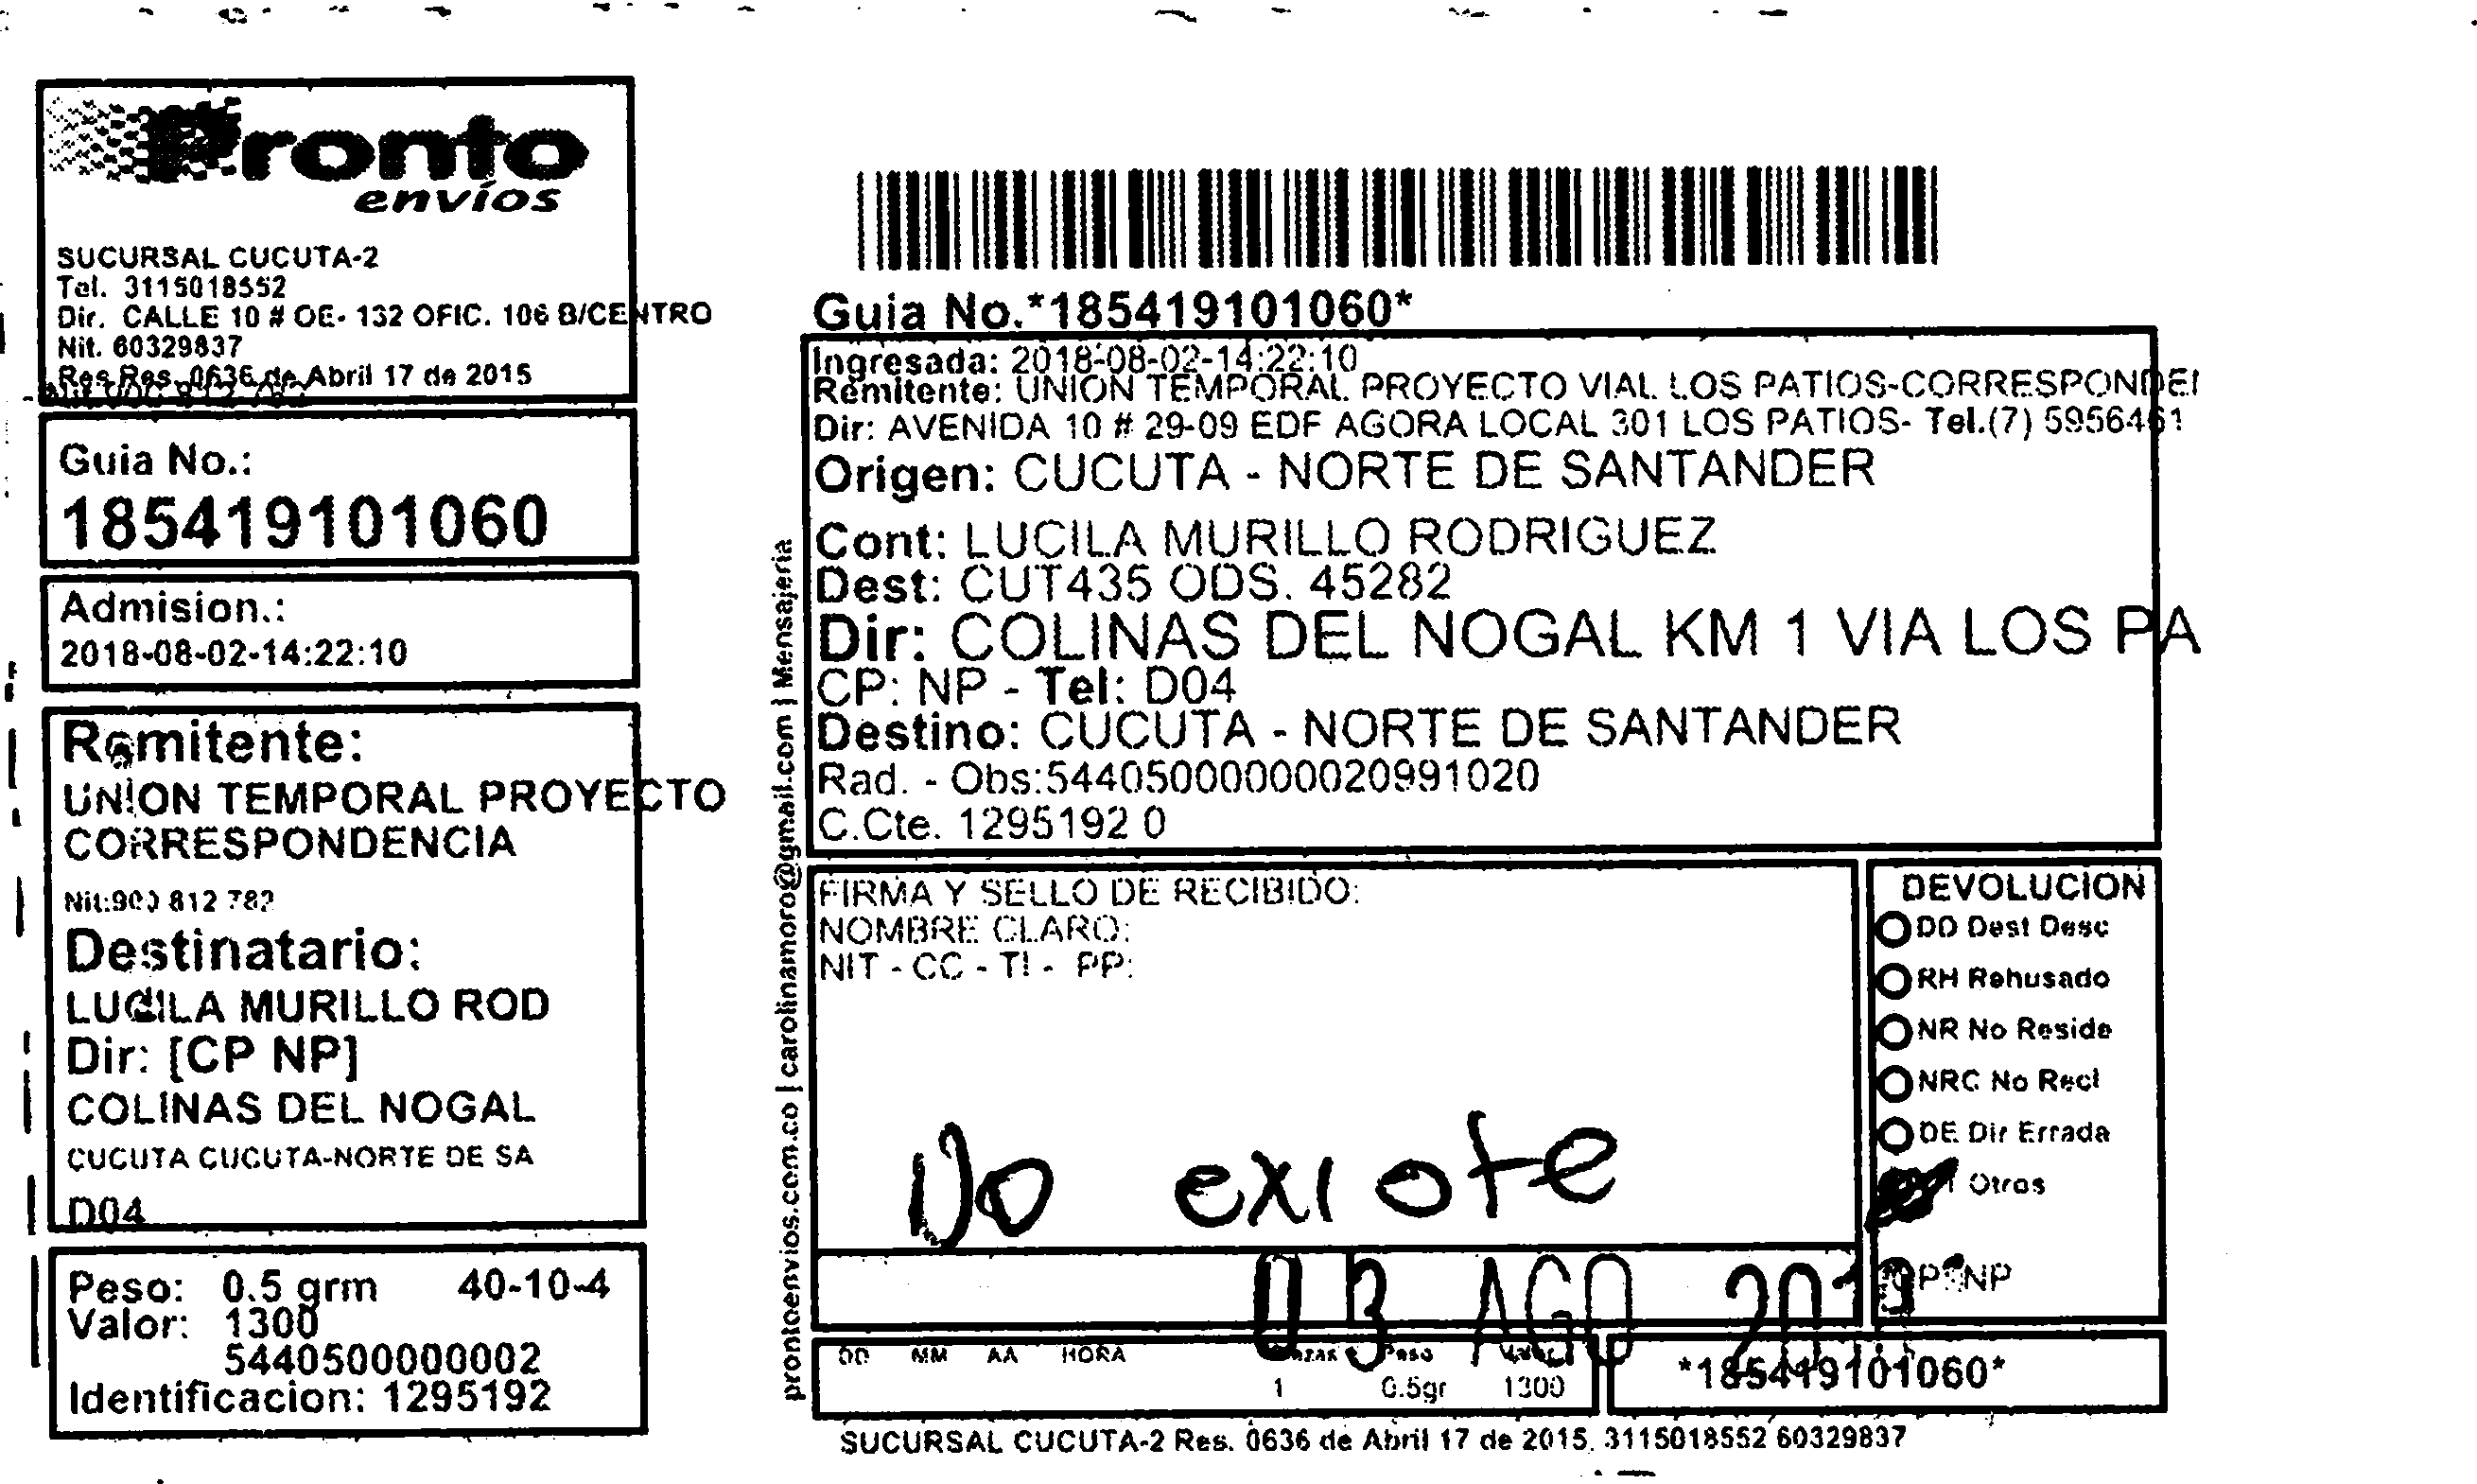 Pronto
envíos
SUCURSAL CUCUTA-2
Tel. 3115018552
Dir. CALLE 10 # OE- 132 OFIC. 106 B/CENTRO
Nit. 60329837
Res Res. 0636 de Abril 17 de 2015
Guia No.:
185419101060
Admision.:
2018-08-02-14:22:10
Remitente:
UNION TEMPORAL PROYECTO
CORRESPONDENCIA
Nit:900 812 782
Destinatario:
LUCILA MURILLO ROD
Dir: [CP NP]
COLINAS DEL NOGAL
CUCUTA CUCUTA-NORTE DE SA
D04
Peso: 0.5 grm 40-10-4
Valor: 1300
5440500000002
Identificacion: 1295192
prontoenvios.com.co | carolinamoro@gmail.com | Mensajeria
Guia No.*185419101060*
Ingresada: 2018-08-02-14:22:10
Remitente: UNION TEMPORAL PROYECTO VIAL LOS PATIOS-CORRESPONDEI
Dir: AVENIDA 10 # 29-09 EDF AGORA LOCAL 301 LOS PATIOS- Tel.(7) 5956461
Origen: CUCUTA - NORTE DE SANTANDER
Cont: LUCILA MURILLO RODRIGUEZ
Dest: CUT435 ODS. 45282
Dir: COLINAS DEL NOGAL KM 1 VIA LOS PA
CP: NP - Tel: D04
Destino: CUCUTA - NORTE DE SANTANDER
Rad. - Obs:544050000000020991020
C.Cte. 1295192 0
FIRMA Y SELLO DE RECIBIDO:
NOMBRE CLARO:
NIT - CC - TI - PP:
No existe
DEVOLUCION
DD Dest Desc
RH Rehusado
NR No Reside
NRC No Recl
DE Dir Errada
Otros
NP
03 AGO
DD MM AA HORA Peso
1 0.5gr 1300
*185419101060*
SUCURSAL CUCUTA-2 Res. 0636 de Abril 17 de 2015. 3115018552 60329837